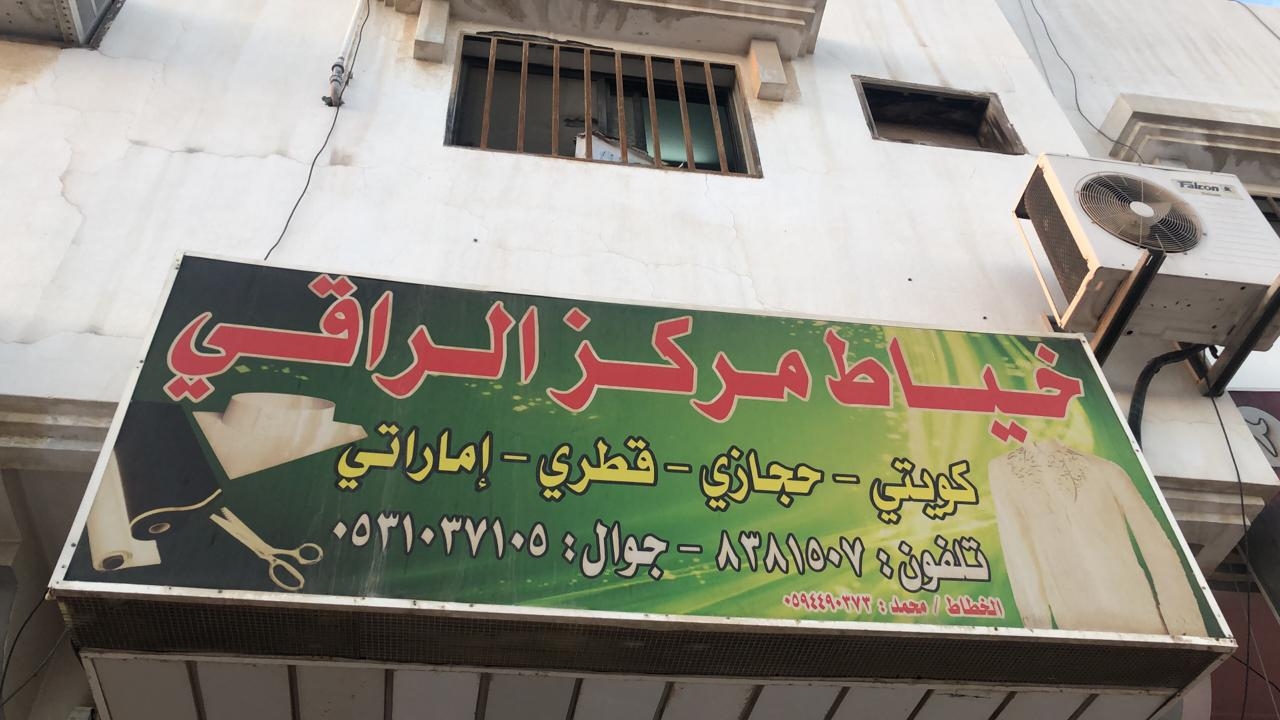 خياط مركز الراقي
كويتي - حجازي - قطري - إماراتي
تلفون: ٨٣٨١٥٠٧ - جوال: ٠٥٣١٠٣٧١٠٥
الخطاط / محمد : ٠٥٩٤٤٩٠٣٧٣
Falcon